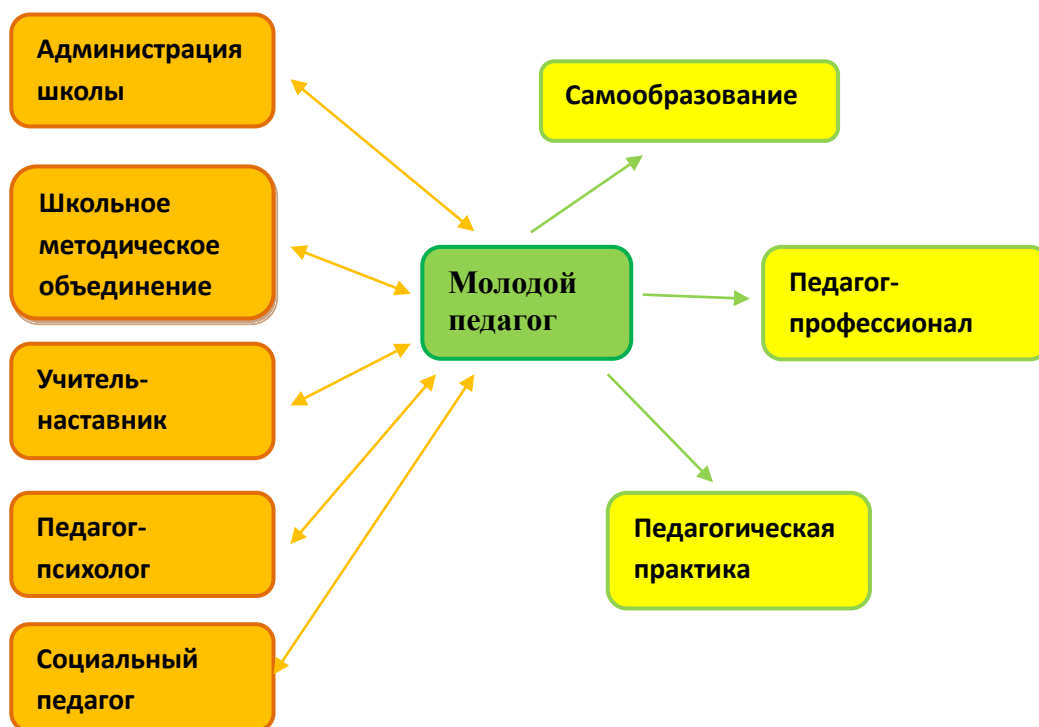 Администрация
школы
Школьное
методическое
объединение
Учитель-
наставник
Педагог-
психолог
Социальный
педагог
Молодой
педагог
Самообразование
Педагог-
профессионал
Педагогическая
практика